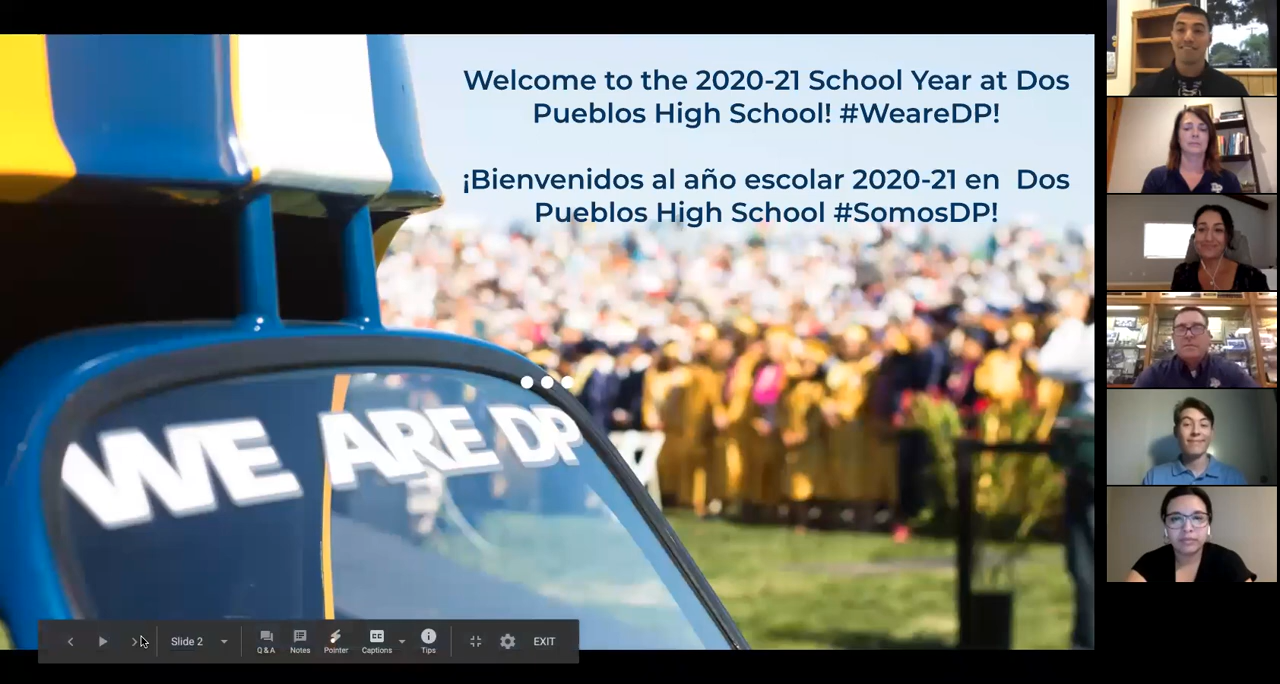 Welcome to the 2020-21 School Year at Dos
Pueblos High School! #WeareDP!
¡Bienvenidos al año escolar 2020-21 en  Dos
Pueblos High School #SomosDP!
WE ARE DP
Slide 2
Q & A
Notes
Pointer
CC
Captions
Tips
EXIT